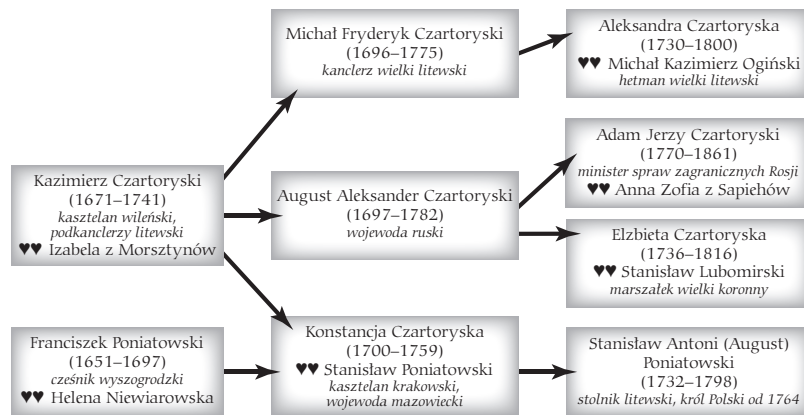 Michał Fryderyk Czartoryski
(1696–1775)
kanclerz wielki litewski
Aleksandra Czartoryska
(1730–1800)
♥♥ Michał Kazimierz Ogiński
hetman wielki litewski
Kazimierz Czartoryski
(1671–1741)
kasztelan wileński,
podkanclerzy litewski
♥♥ Izabela z Morsztynów
August Aleksander Czartoryski
(1697–1782)
wojewoda ruski
Adam Jerzy Czartoryski
(1770–1861)
minister spraw zagranicznych Rosji
♥♥ Anna Zofia z Sapiehów
Elzbieta Czartoryska
(1736–1816)
♥♥ Stanisław Lubomirski
marszałek wielki koronny
Franciszek Poniatowski
(1651–1697)
cześnik wyszogrodzki
♥♥ Helena Niewiarowska
Konstancja Czartoryska
(1700–1759)
♥♥ Stanisław Poniatowski
kasztelan krakowski,
wojewoda mazowiecki
Stanisław Antoni (August)
Poniatowski
(1732–1798)
stolnik litewski, król Polski od 1764